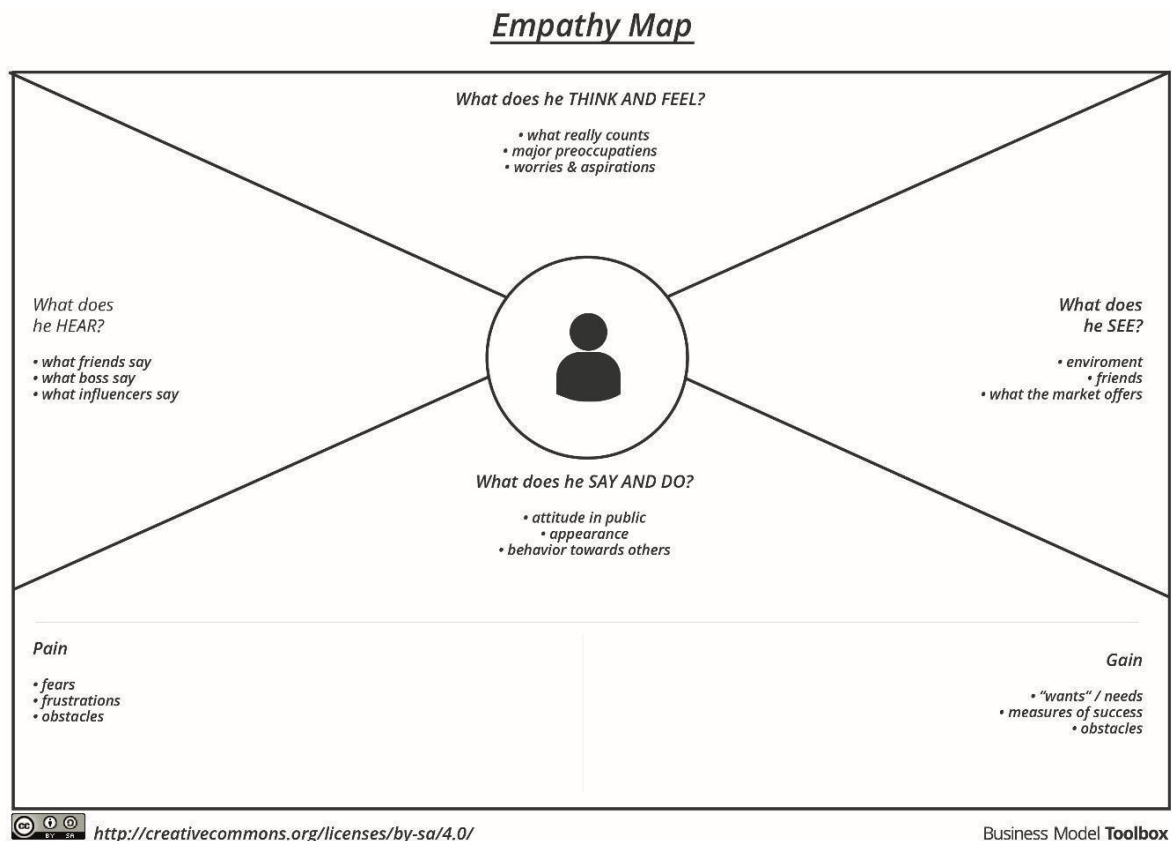 Empathy Map
What does he THINK AND FEEL?
• what really counts
• major preoccupatiens
• worries & aspirations
What does
he HEAR?
• what friends say
• what boss say
• what influencers say
What does
he SEE?
• enviroment
• friends
• what the market offers
What does he SAY AND DO?
• attitude in public
• appearance
• behavior towards others
Pain
• fears
• frustrations
• obstacles
Gain
• “wants“ / needs
• measures of success
• obstacles
cc BY SA http://creativecommons.org/licenses/by-sa/4.0/
Business Model Toolbox